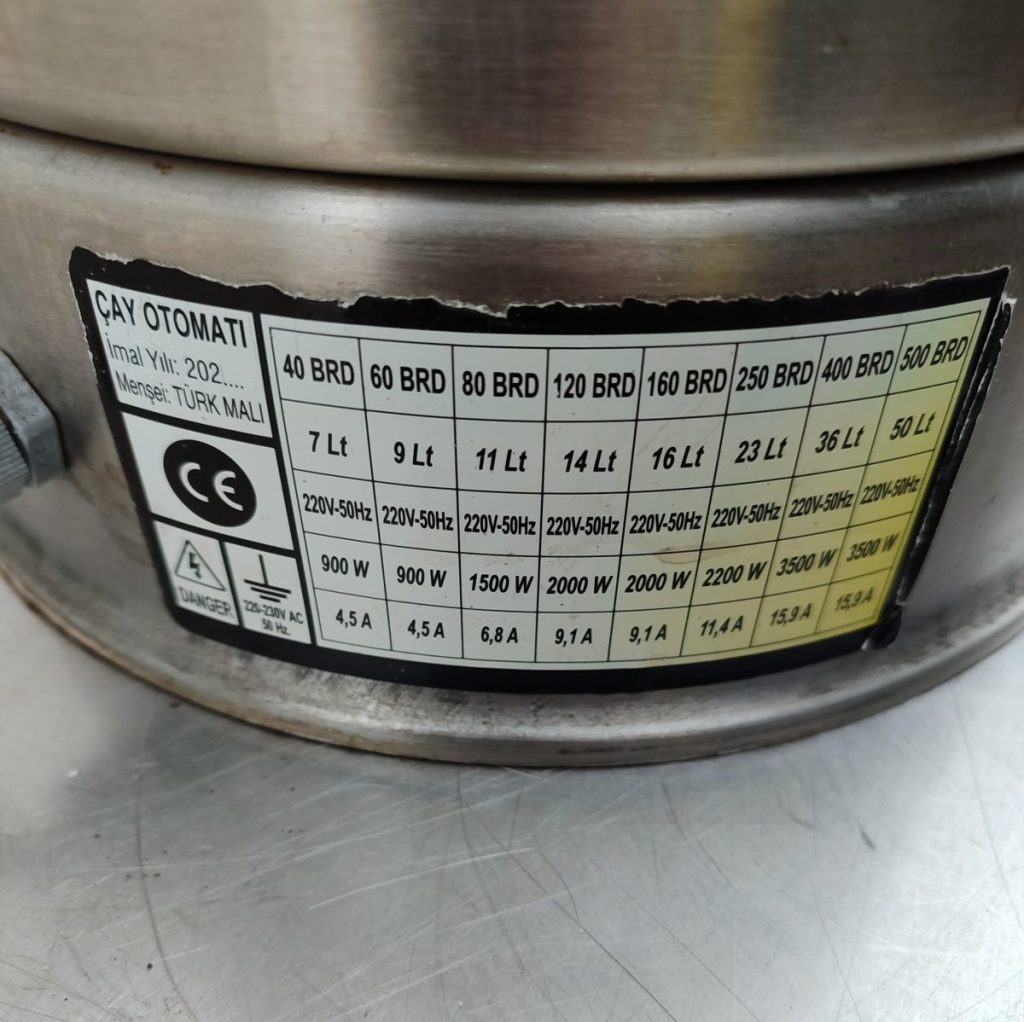 ÇAY OTOMATI
İmal Yılı: 202....
Menşei: TÜRK MALI
CE
DANGER
220-230V AC
50 Hz.
40 BRD 60 BRD 80 BRD 120 BRD 160 BRD 250 BRD 400 BRD 500 BRD
7 Lt 9 Lt 11 Lt 14 Lt 16 Lt 23 Lt 36 Lt 50 Lt
220V-50Hz 220V-50Hz 220V-50Hz 220V-50Hz 220V-50Hz 220V-50Hz 220V-50Hz 220V-50Hz
900 W 900 W 1500 W 2000 W 2000 W 2200 W 3500 W 3500 W
4,5 A 4,5 A 6,8 A 9,1 A 9,1 A 11,4 A 15,9 A 15,9 A